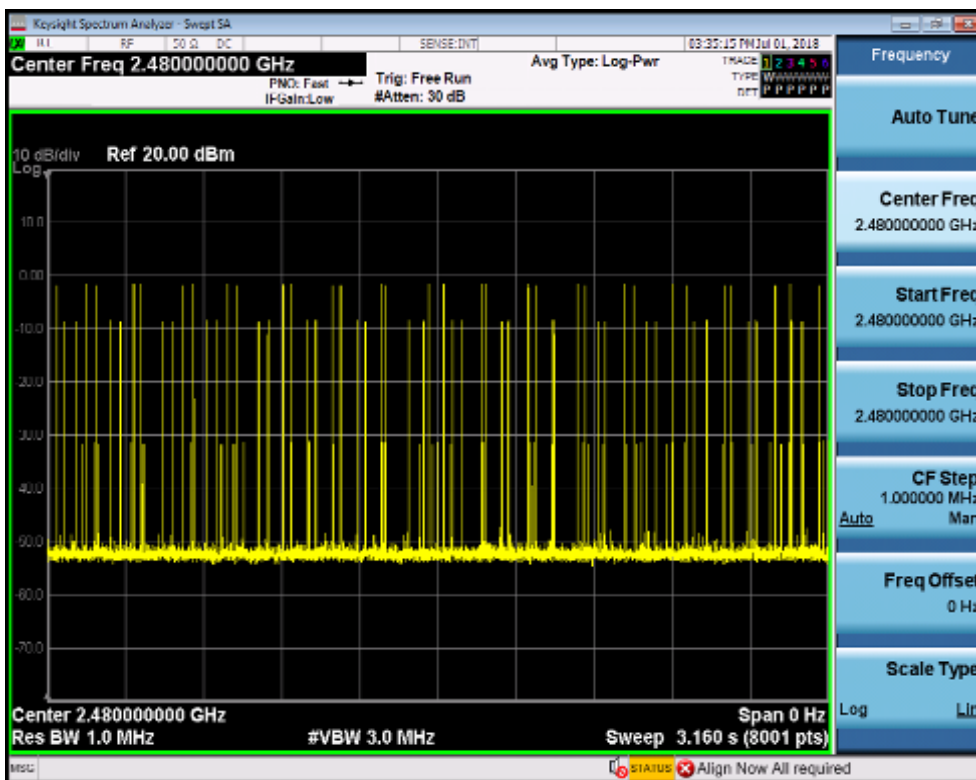 Keysight Spectrum Analyzer - Swept SA
RF 50 Ω DC SENSE:INT 03:35:15 PM Jul 01, 2018
Center Freq 2.480000000 GHz
Avg Type: Log-Pwr
PNO: Fast
IFGain:Low
Trig: Free Run
#Atten: 30 dB
TRACE 1 2 3 4 5 6
TYPE W W W W W W
DET P P P P P P
10 dB/div Ref 20.00 dBm
Log
10.0
0.00
-10.0
-20.0
-30.0
-40.0
-50.0
-60.0
-70.0
Center 2.480000000 GHz
Span 0 Hz
Res BW 1.0 MHz
#VBW 3.0 MHz
Sweep 3.160 s (8001 pts)
MSG
STATUS Align Now All required
Frequency
Auto Tune
Center Freq
2.480000000 GHz
Start Freq
2.480000000 GHz
Stop Freq
2.480000000 GHz
CF Step
1.000000 MHz
Auto Man
Freq Offset
0 Hz
Scale Type
Log Lin